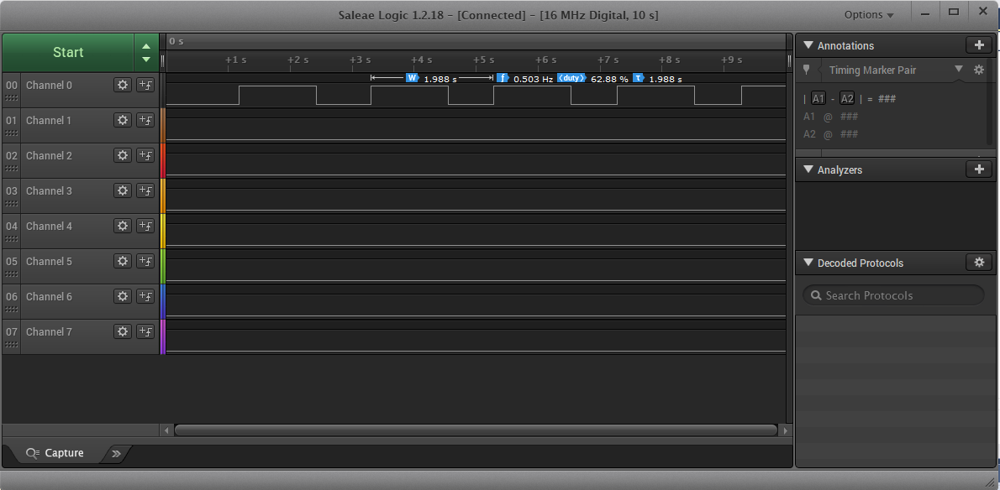 Saleae Logic 1.2.18 - [Connected] - [16 MHz Digital, 10 s]
Options
Start
0 s
+1 s +2 s +3 s +4 s +5 s +6 s +7 s +8 s +9 s
W 1.988 s f 0.503 Hz duty 62.88 % T 1.988 s
00 Channel 0
01 Channel 1
02 Channel 2
03 Channel 3
04 Channel 4
05 Channel 5
06 Channel 6
07 Channel 7
Capture
Annotations
Timing Marker Pair
| A1 - A2 | = ###
A1 @ ###
A2 @ ###
Analyzers
Decoded Protocols
Search Protocols